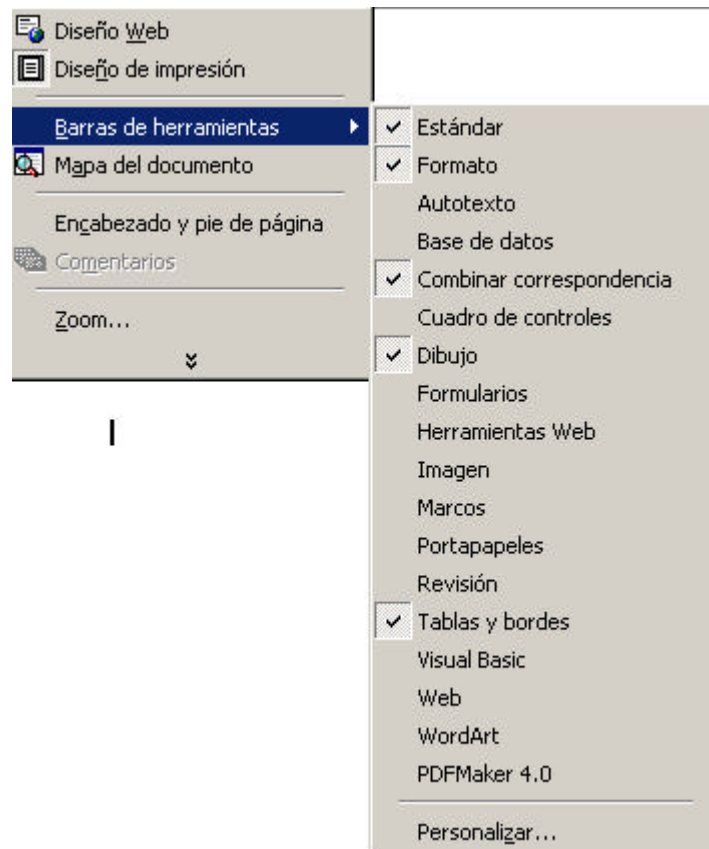 Diseño Web
Diseño de impresión
Barras de herramientas
Mapa del documento
Encabezado y pie de página
Comentarios
Zoom...
Estándar
Formato
Autotexto
Base de datos
Combinar correspondencia
Cuadro de controles
Dibujo
Formularios
Herramientas Web
Imagen
Marcos
Portapapeles
Revisión
Tablas y bordes
Visual Basic
Web
WordArt
PDFMaker 4.0
Personalizar...